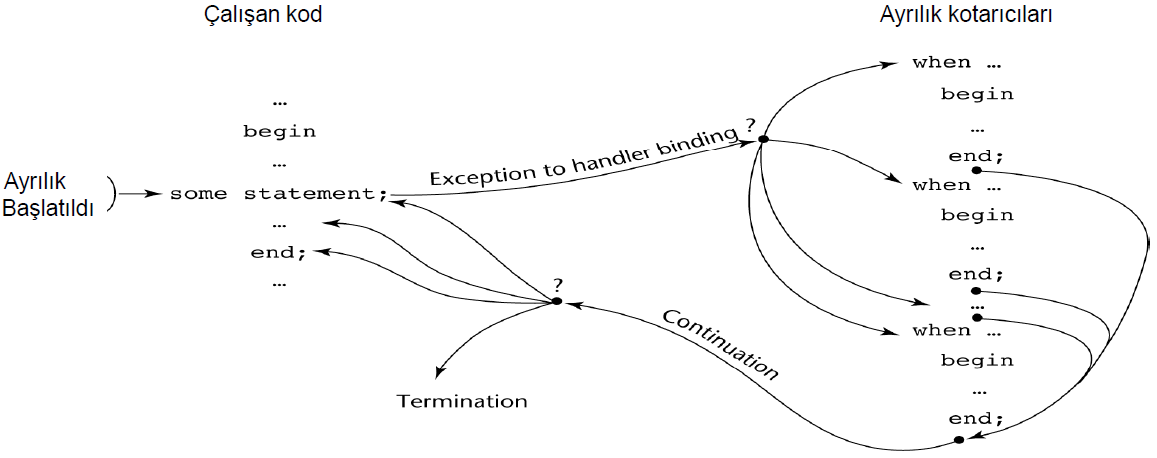 Çalışan kod
Ayrılık kotarıcıları
Ayrılık
Başlatıldı
…
begin
…
some statement;
…
end;
…
Exception to handler binding
?
when …
begin
…
end;
when …
begin
…
end;
…
when …
begin
…
end;
Continuation
?
Termination